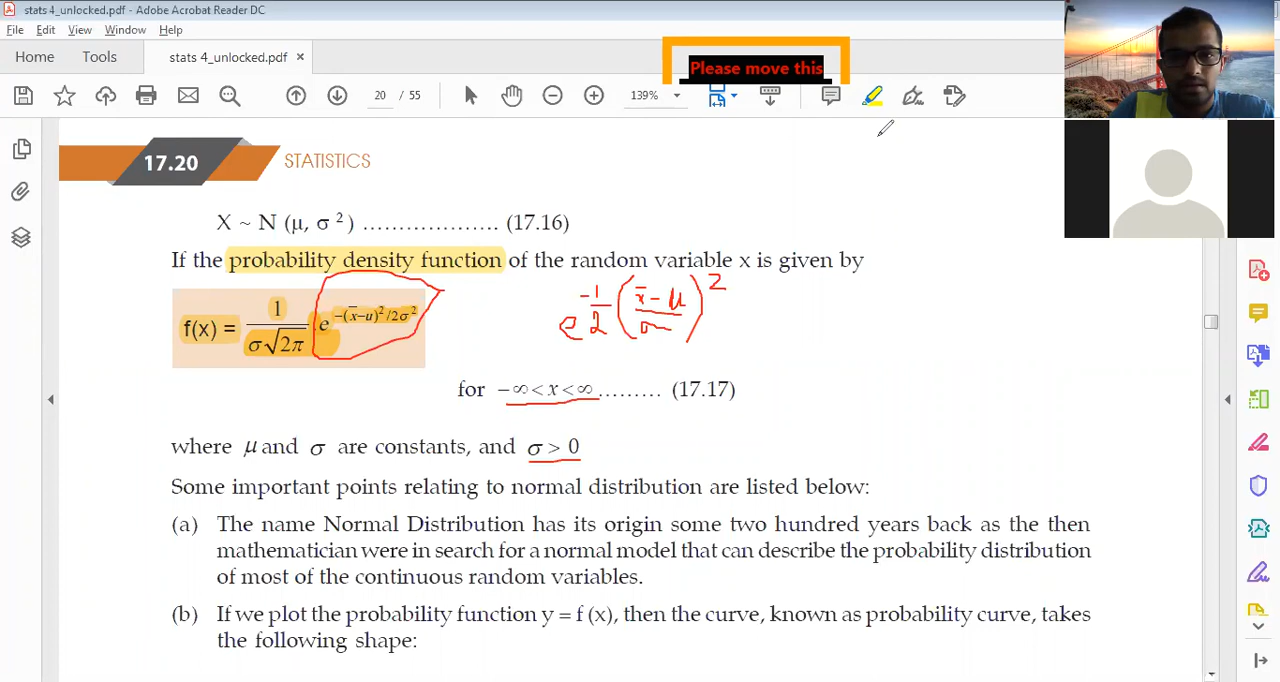 stats 4_unlocked.pdf - Adobe Acrobat Reader DC
File Edit View Window Help
Home Tools stats 4_unlocked.pdf ×
Please move this
20 / 55 139%
17.20 STATISTICS
X ~ N (μ, σ ²) ………………… (17.16)
If the probability density function of the random variable x is given by
f(x) = 1/(σ√2π) e^-(x̄–u)²/2σ²
e^-1/2 ((x̄ - μ)/σ)²
for −∞ < x < ∞ ……… (17.17)
where μ and σ are constants, and σ > 0
Some important points relating to normal distribution are listed below:
(a) The name Normal Distribution has its origin some two hundred years back as the then
mathematician were in search for a normal model that can describe the probability distribution
of most of the continuous random variables.
(b) If we plot the probability function y = f (x), then the curve, known as probability curve, takes
the following shape: